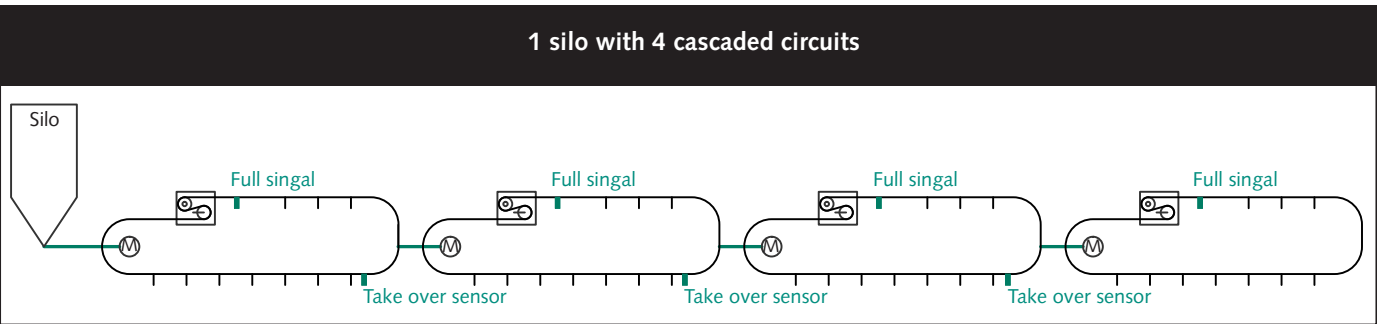 1 silo with 4 cascaded circuits
Silo
Full singal
Full singal
Full singal
Full singal
M
M
M
M
Take over sensor
Take over sensor
Take over sensor